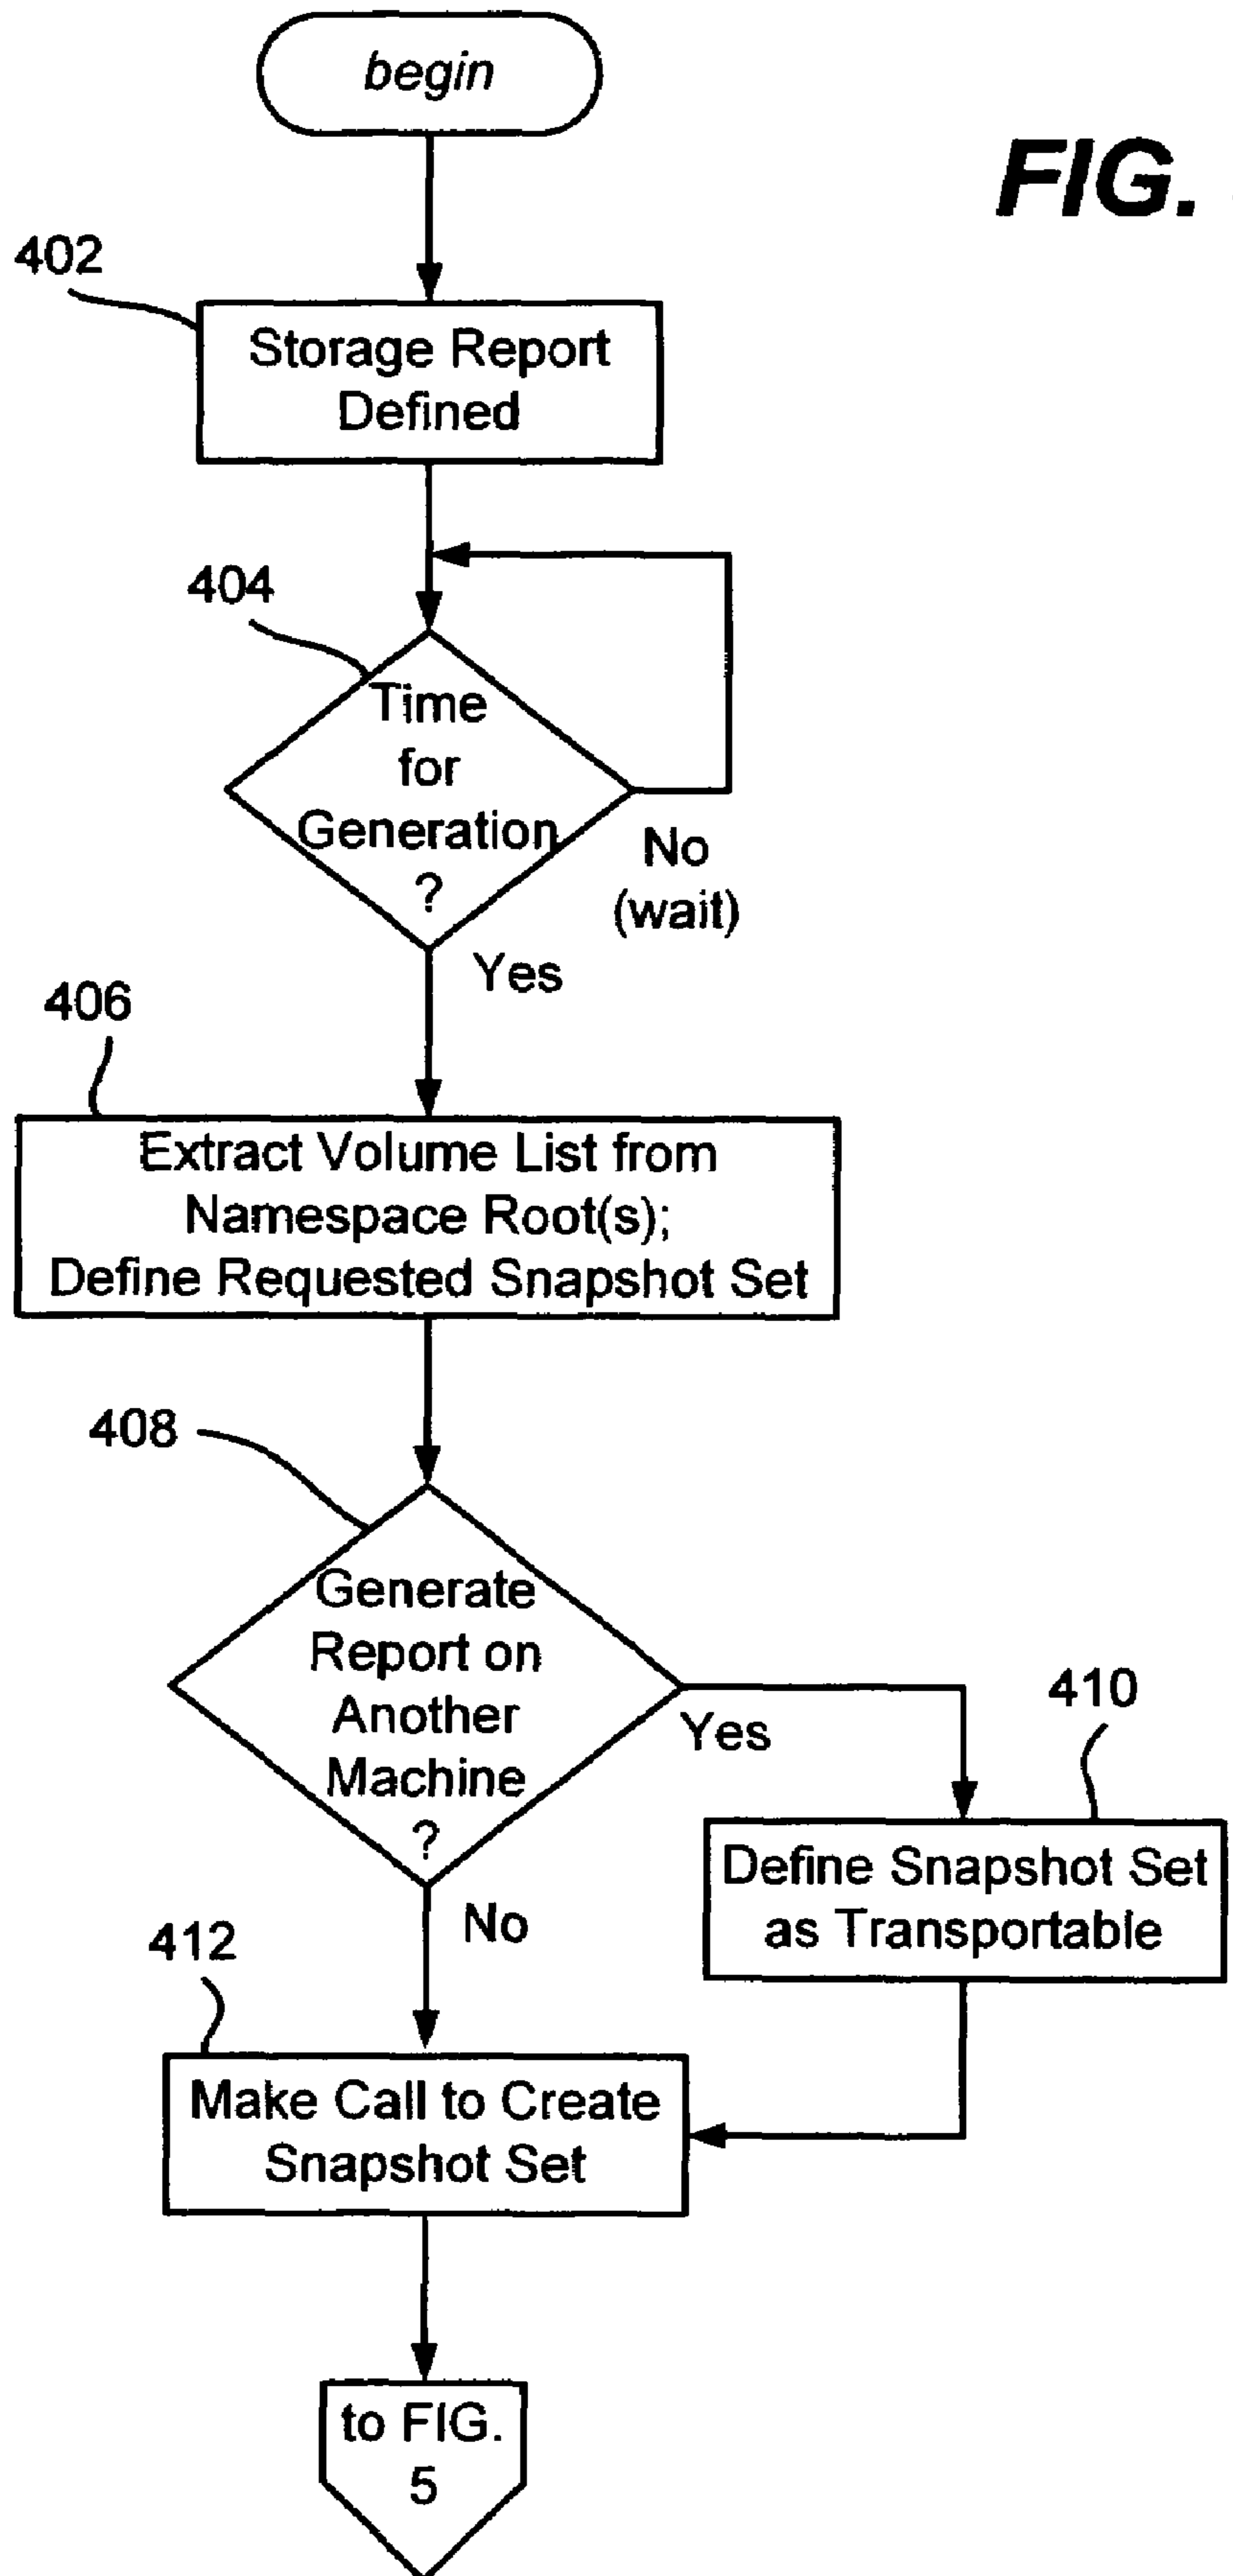 begin
FIG.
402
Storage Report
Defined
404
Time
for
Generation
?
No
(wait)
Yes
406
Extract Volume List from
Namespace Root(s);
Define Requested Snapshot Set
408
Generate
Report on
Another
Machine
?
Yes
410
Define Snapshot Set
as Transportable
No
412
Make Call to Create
Snapshot Set
to FIG.
5